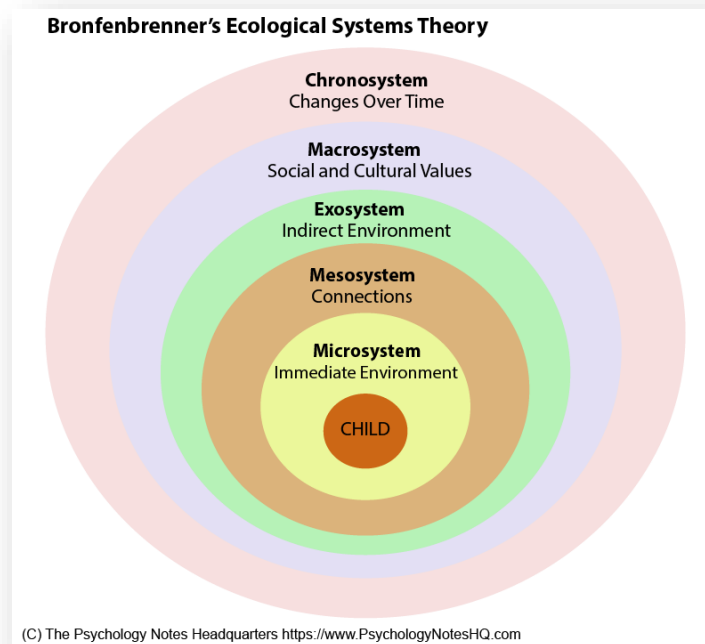 Bronfenbrenner's Ecological Systems Theory
Chronosystem
Changes Over Time
Macrosystem
Social and Cultural Values
Exosystem
Indirect Environment
Mesosystem
Connections
Microsystem
Immediate Environment
CHILD
(C) The Psychology Notes Headquarters https://www.PsychologyNotesHQ.com